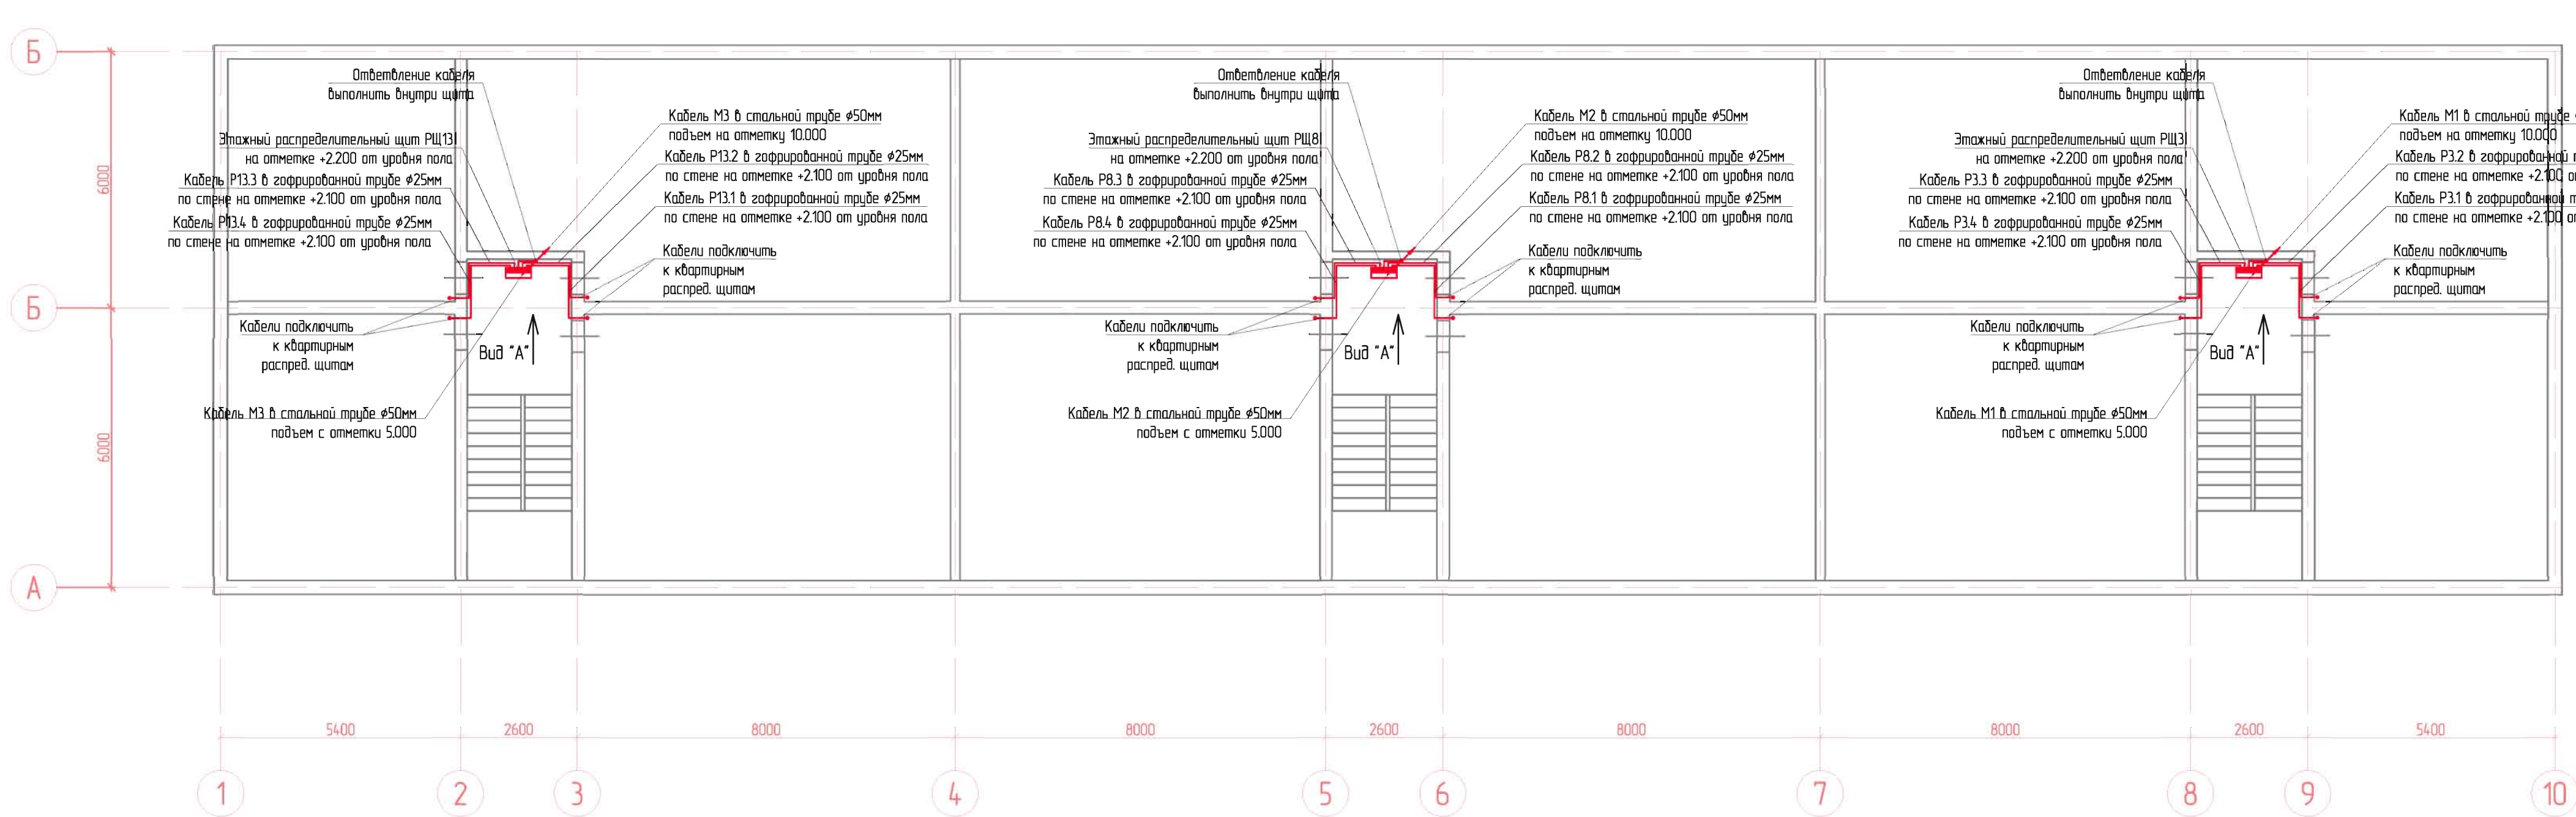 Б
Б
А
6000
6000
Ответвление кабеля
выполнить внутри щита
Этажный распределительный щит РЩ13
на отметке +2.200 от уровня пола
Кабель Р13.3 в гофрированной трубе ⌀25мм
по стене на отметке +2.100 от уровня пола
Кабель Р13.4 в гофрированной трубе ⌀25мм
по стене на отметке +2.100 от уровня пола
Кабель М3 в стальной трубе ⌀50мм
подъем на отметку 10.000
Кабель Р13.2 в гофрированной трубе ⌀25мм
по стене на отметке +2.100 от уровня пола
Кабель Р13.1 в гофрированной трубе ⌀25мм
по стене на отметке +2.100 от уровня пола
Кабели подключить
к квартирным
распред. щитам
Кабели подключить
к квартирным
распред. щитам
Вид "А"
Кабель М3 в стальной трубе ⌀50мм
подъем с отметки 5.000
Ответвление кабеля
выполнить внутри щита
Этажный распределительный щит РЩ8
на отметке +2.200 от уровня пола
Кабель Р8.3 в гофрированной трубе ⌀25мм
по стене на отметке +2.100 от уровня пола
Кабель Р8.4 в гофрированной трубе ⌀25мм
по стене на отметке +2.100 от уровня пола
Кабель М2 в стальной трубе ⌀50мм
подъем на отметку 10.000
Кабель Р8.2 в гофрированной трубе ⌀25мм
по стене на отметке +2.100 от уровня пола
Кабель Р8.1 в гофрированной трубе ⌀25мм
по стене на отметке +2.100 от уровня пола
Кабели подключить
к квартирным
распред. щитам
Кабели подключить
к квартирным
распред. щитам
Вид "А"
Кабель М2 в стальной трубе ⌀50мм
подъем с отметки 5.000
Ответвление кабеля
выполнить внутри щита
Этажный распределительный щит РЩ3
на отметке +2.200 от уровня пола
Кабель Р3.3 в гофрированной трубе ⌀25мм
по стене на отметке +2.100 от уровня пола
Кабель Р3.4 в гофрированной трубе ⌀25мм
по стене на отметке +2.100 от уровня пола
Кабель М1 в стальной трубе
подъем на отметку 10.000
Кабель Р3.2 в гофрированной
по стене на отметке +2.100
Кабель Р3.1 в гофрированной
по стене на отметке +2.100
Кабели подключить
к квартирным
распред. щитам
Кабели подключить
к квартирным
распред. щитам
Вид "А"
Кабель М1 в стальной трубе ⌀50мм
подъем с отметки 5.000
5400 2600 8000 8000 2600 8000 8000 2600 5400
1 2 3 4 5 6 7 8 9 10